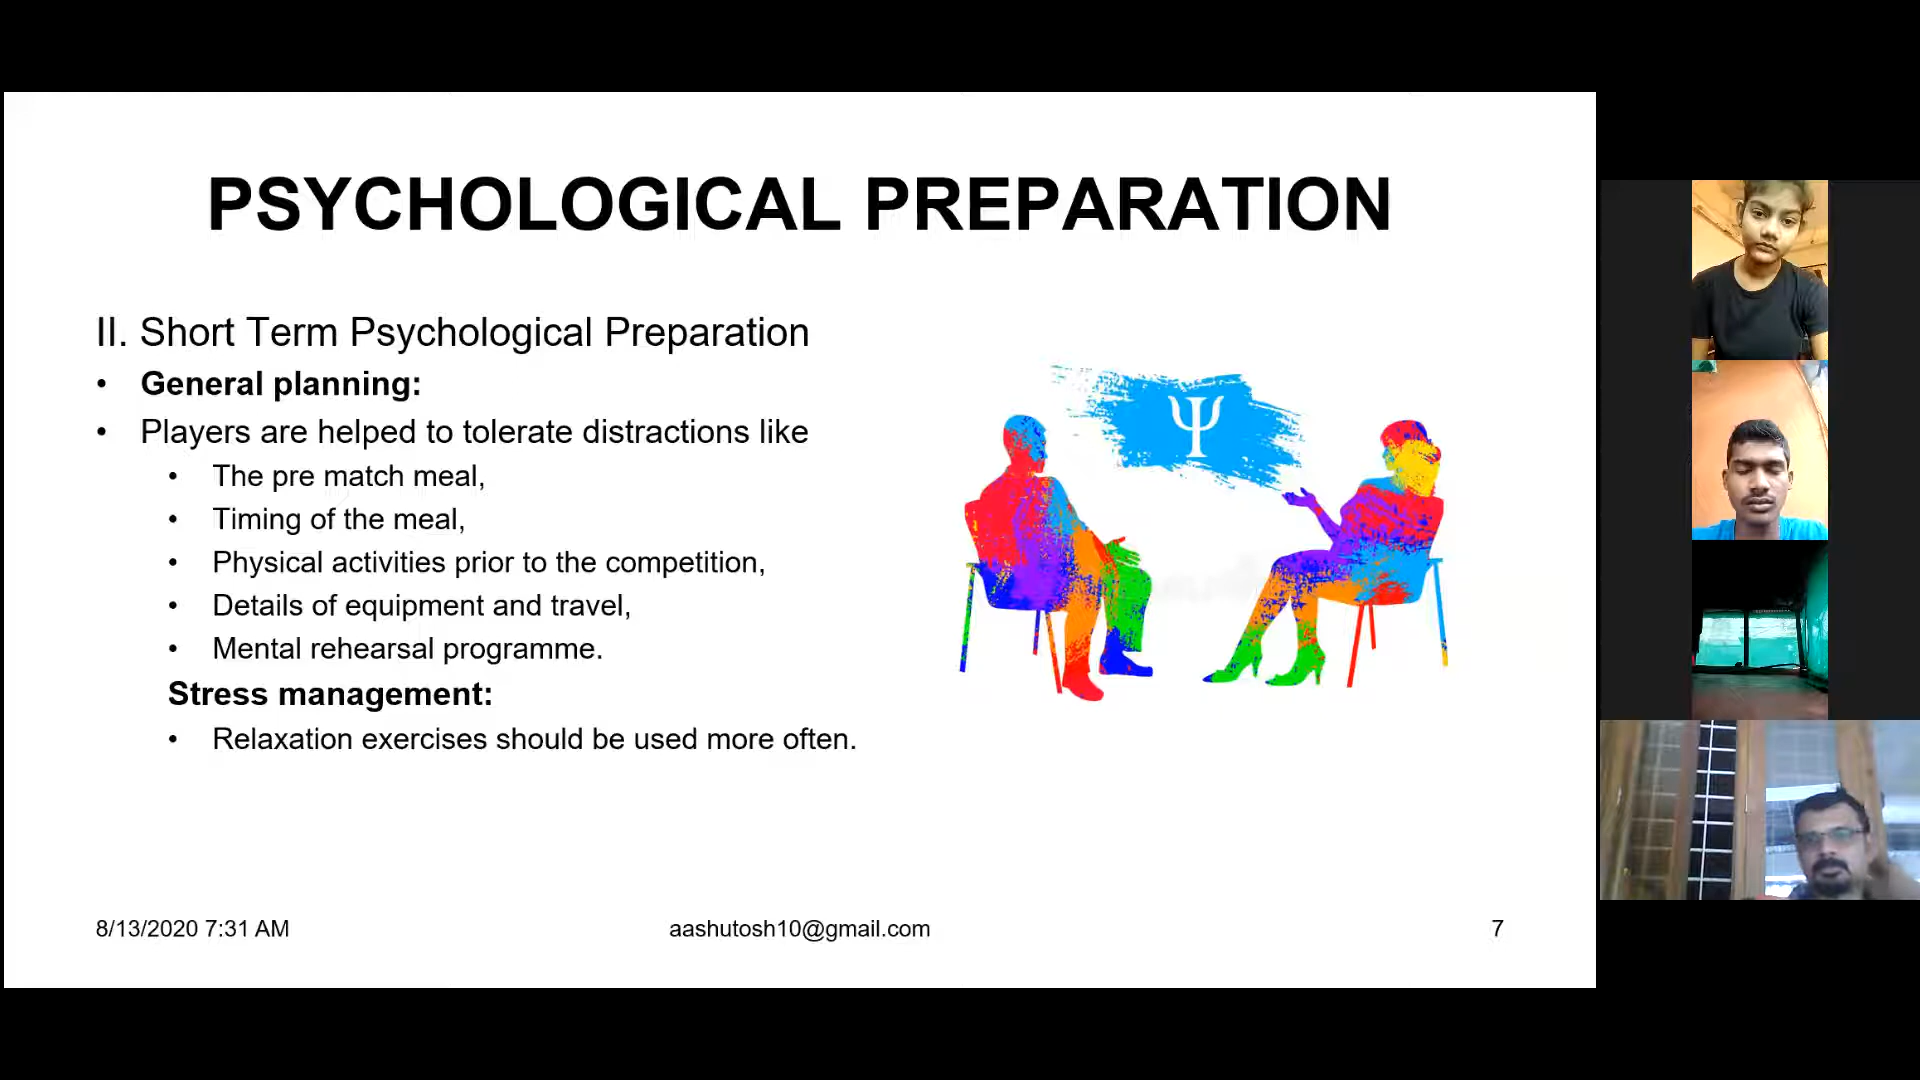 PSYCHOLOGICAL PREPARATION
II. Short Term Psychological Preparation
• General planning:
• Players are helped to tolerate distractions like
• The pre match meal,
• Timing of the meal,
• Physical activities prior to the competition,
• Details of equipment and travel,
• Mental rehearsal programme.
Stress management:
• Relaxation exercises should be used more often.
Ψ
8/13/2020 7:31 AM
aashutosh10@gmail.com
7